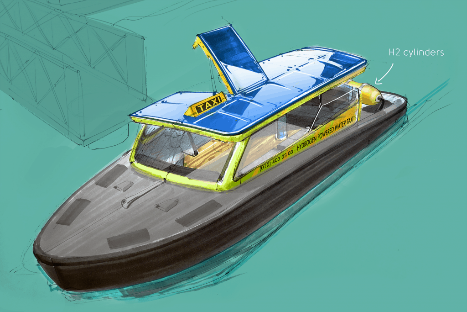 H2 cylinders
TAXI
HYDROGEN POWERED WATER TAXI